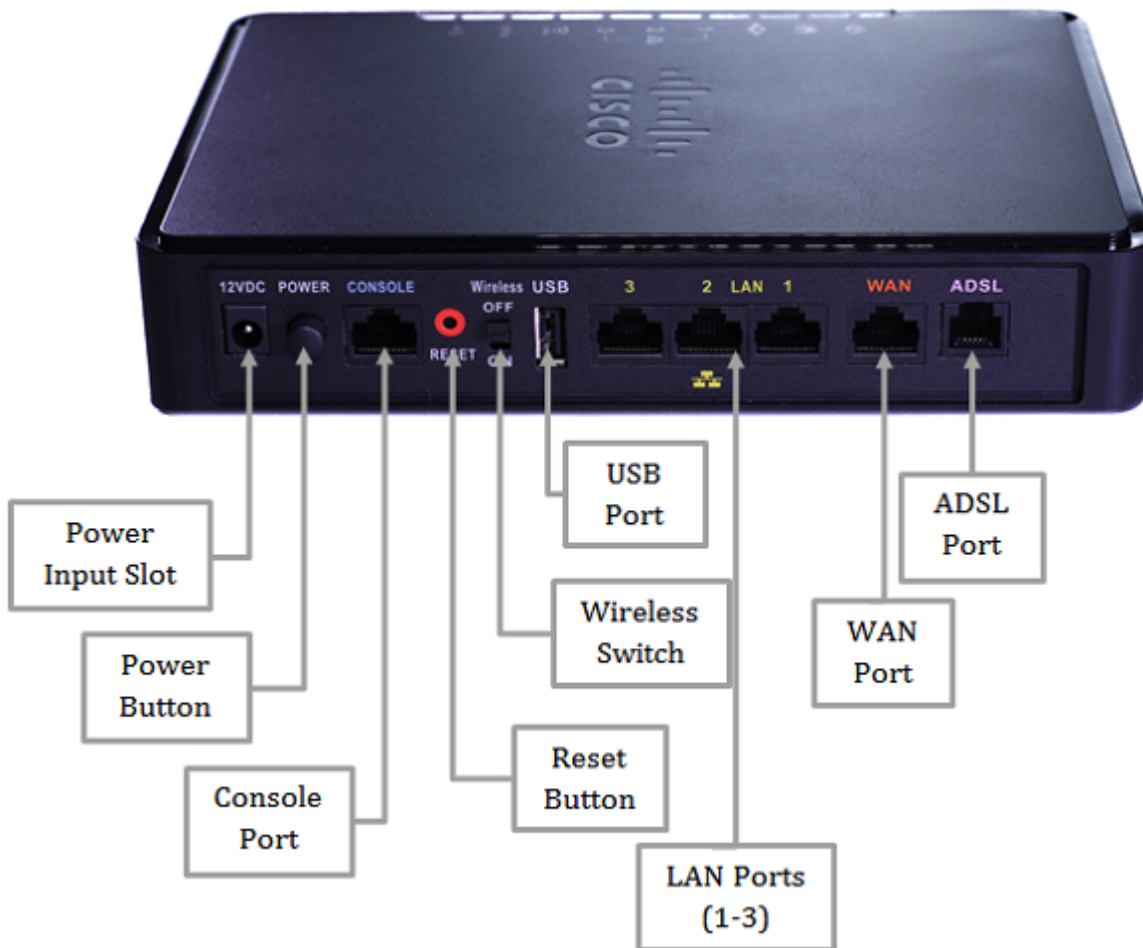 CISCO
12VDC POWER CONSOLE Wireless USB 3 2 LAN 1 WAN ADSL
OFF
RESET
ON
USB
Port
ADSL
Port
Power
Input Slot
Wireless
Switch
WAN
Port
Power
Button
Reset
Button
Console
Port
LAN Ports
(1-3)